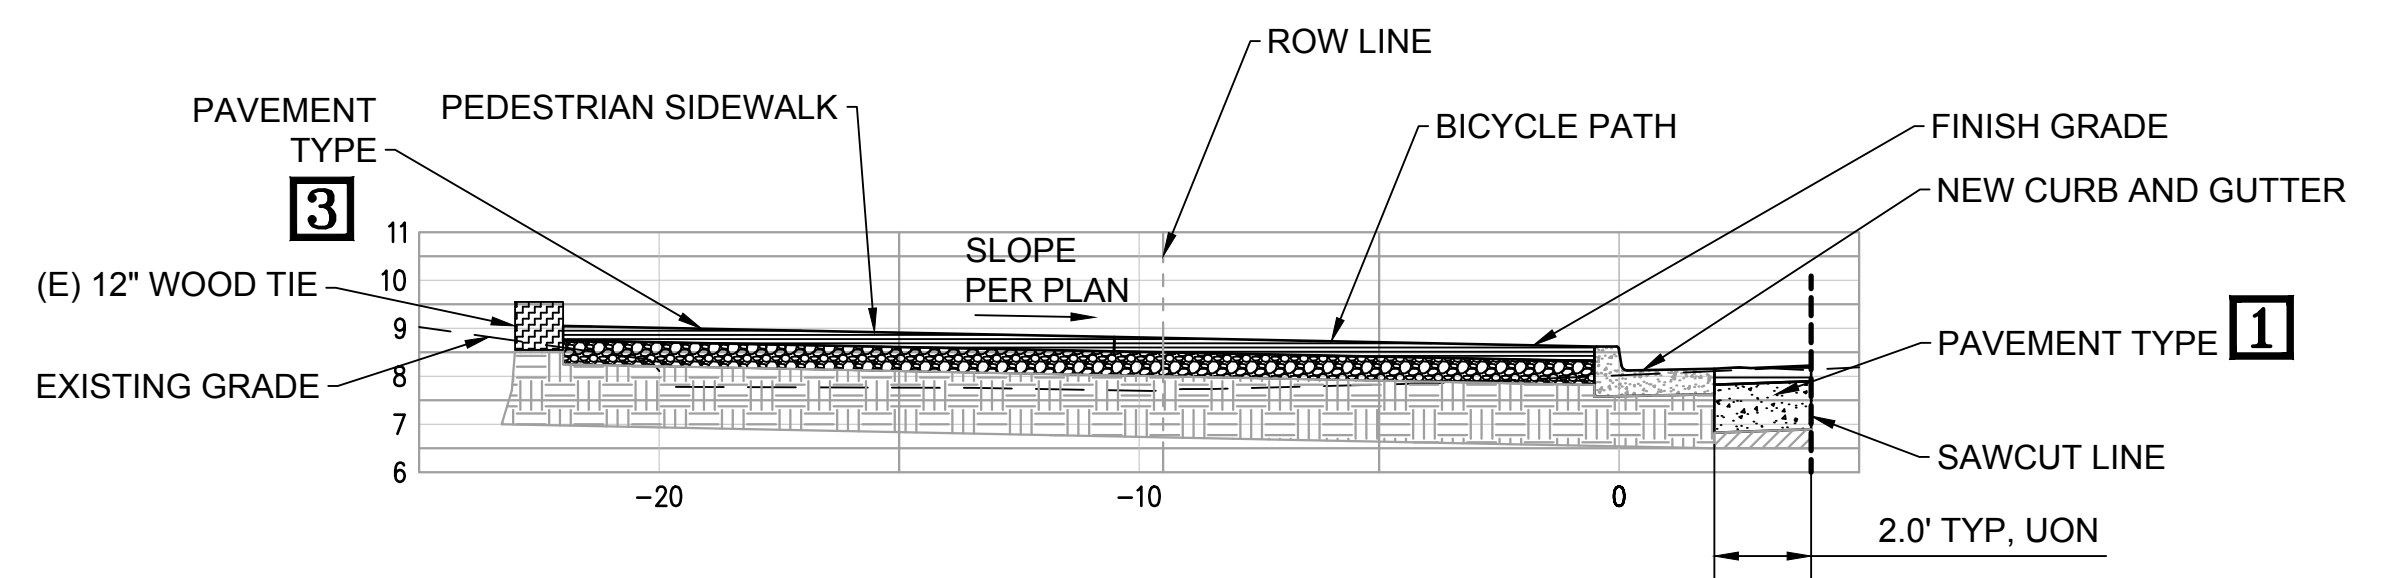 ROW LINE
PAVEMENT
TYPE
3
PEDESTRIAN SIDEWALK
BICYCLE PATH
FINISH GRADE
NEW CURB AND GUTTER
SLOPE
PER PLAN
(E) 12" WOOD TIE
EXISTING GRADE
11
10
9
8
7
6
PAVEMENT TYPE 1
SAWCUT LINE
-20
-10
0
2.0' TYP, UON